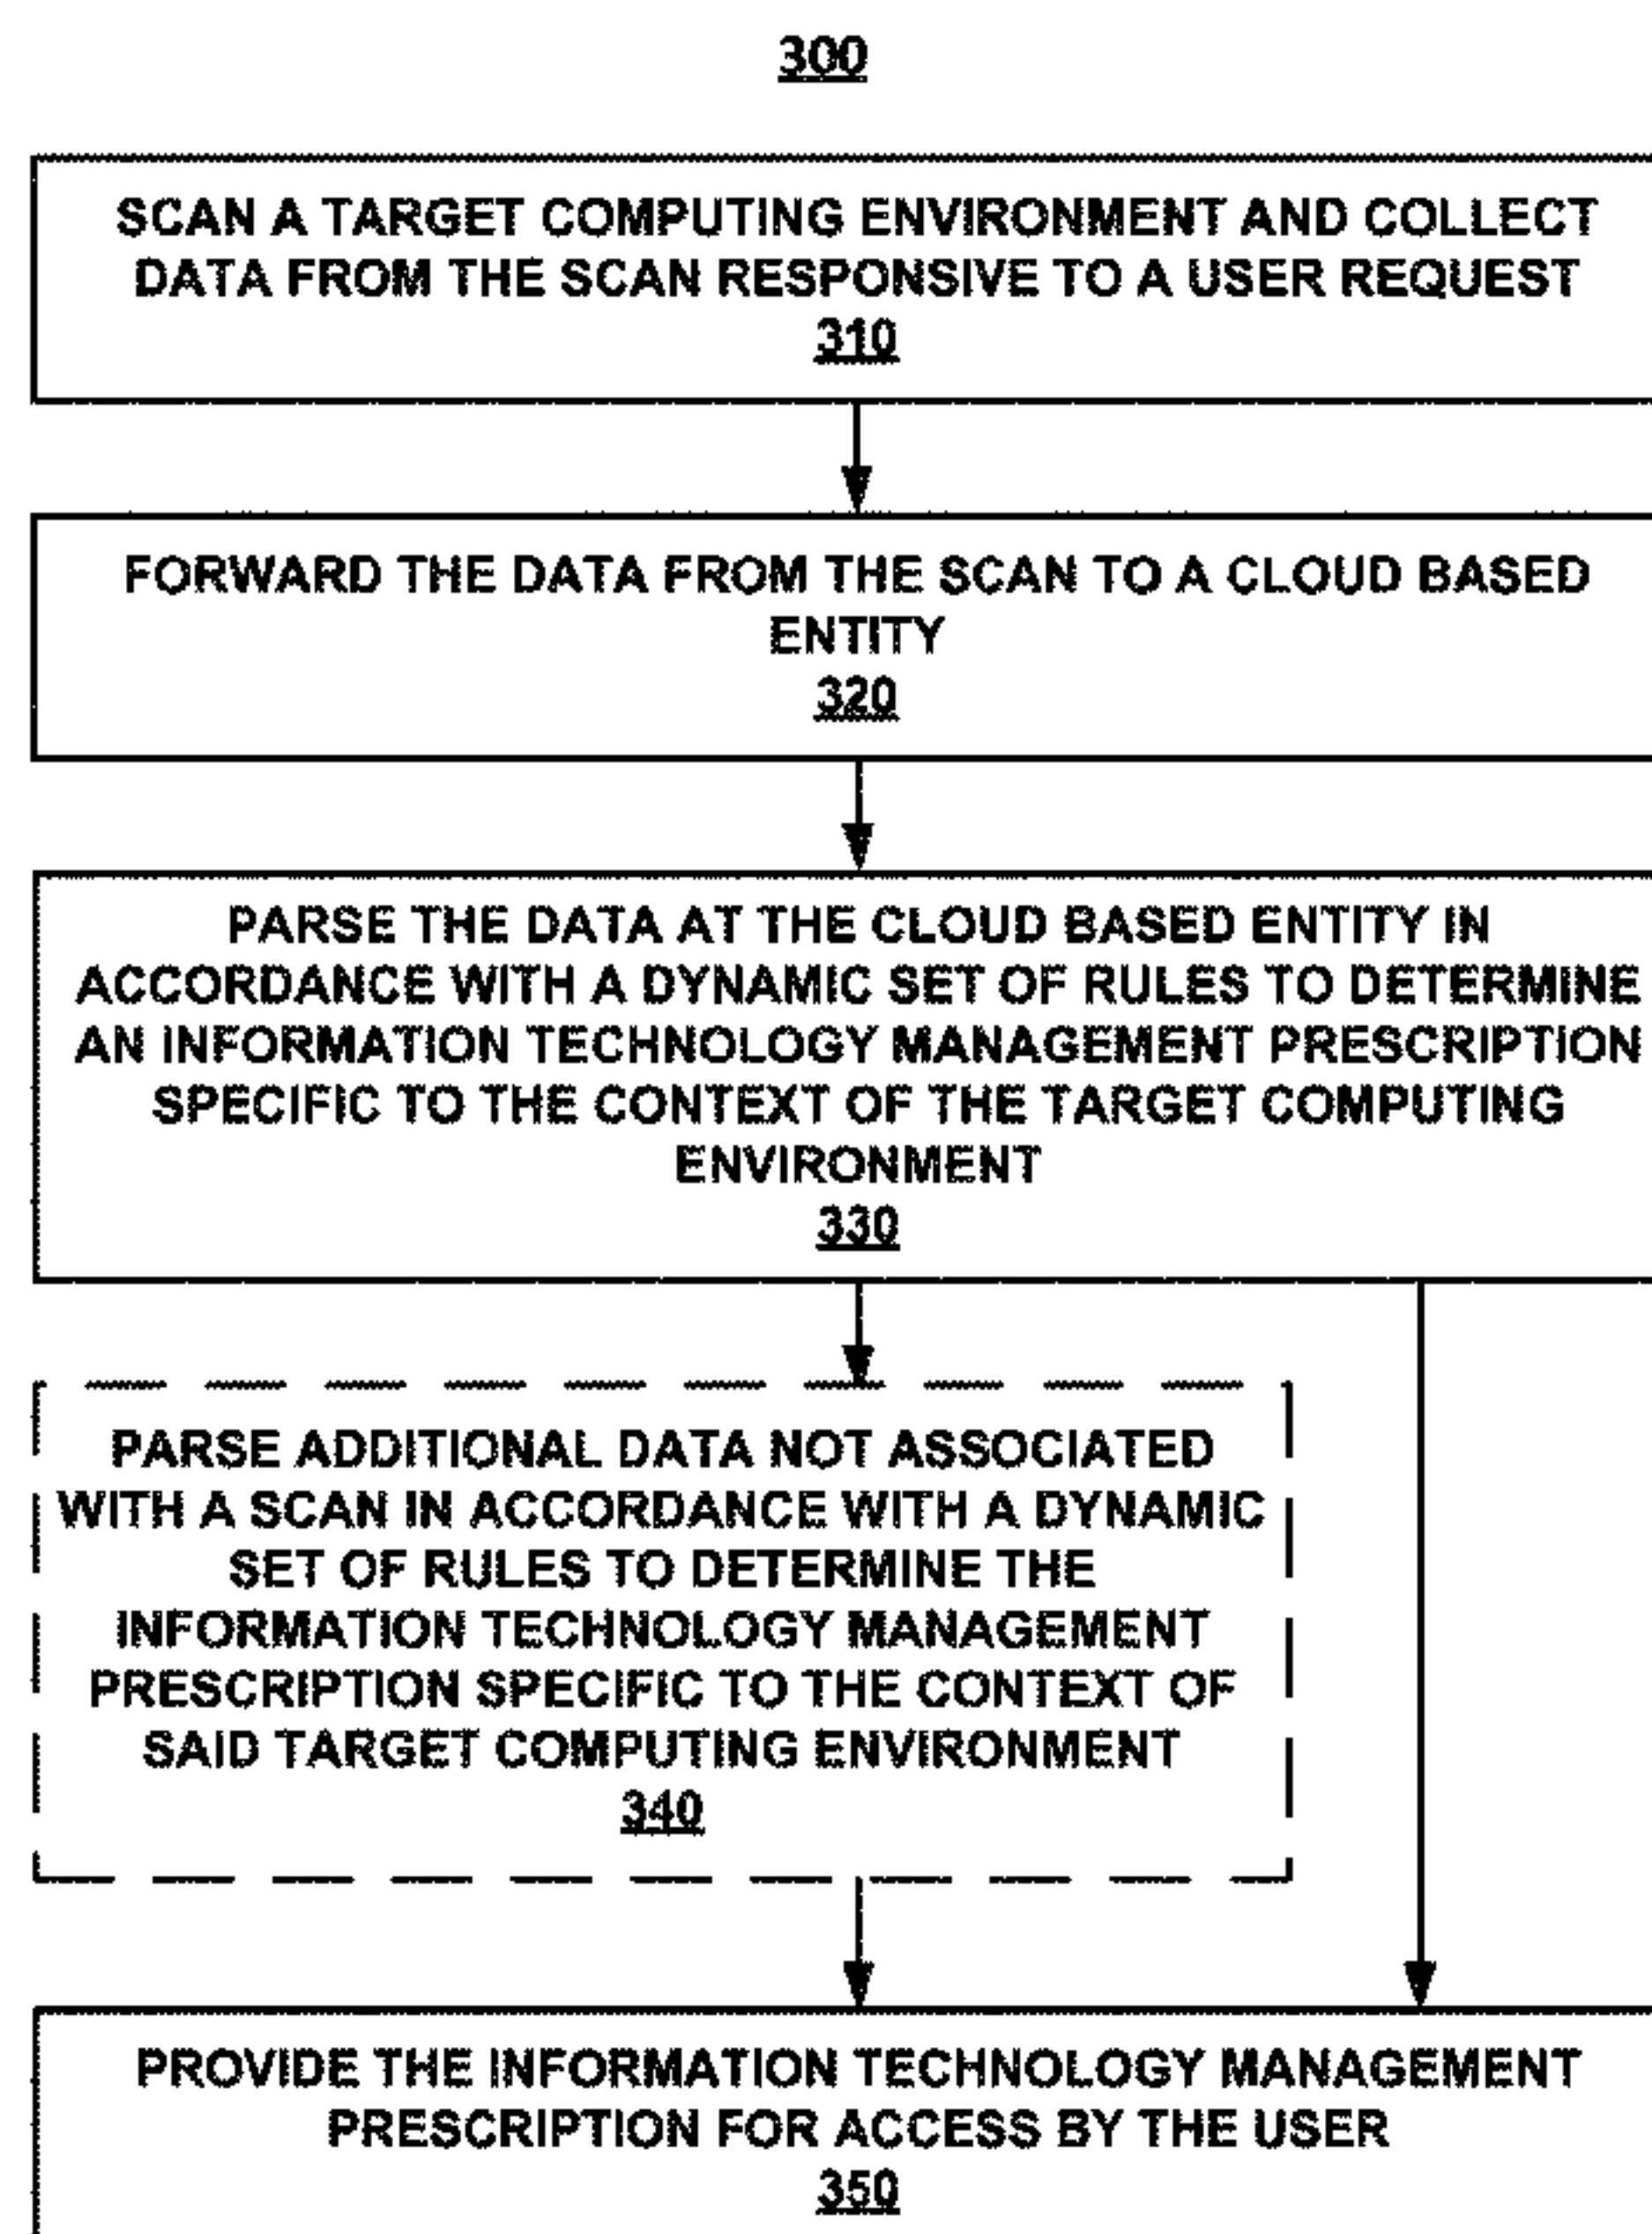 300
SCAN A TARGET COMPUTING ENVIRONMENT AND COLLECT
DATA FROM THE SCAN RESPONSIVE TO A USER REQUEST
310
FORWARD THE DATA FROM THE SCAN TO A CLOUD BASED
ENTITY
320
PARSE THE DATA AT THE CLOUD BASED ENTITY IN
ACCORDANCE WITH A DYNAMIC SET OF RULES TO DETERMINE
AN INFORMATION TECHNOLOGY MANAGEMENT PRESCRIPTION
SPECIFIC TO THE CONTEXT OF THE TARGET COMPUTING
ENVIRONMENT
330
PARSE ADDITIONAL DATA NOT ASSOCIATED
WITH A SCAN IN ACCORDANCE WITH A DYNAMIC
SET OF RULES TO DETERMINE THE
INFORMATION TECHNOLOGY MANAGEMENT
PRESCRIPTION SPECIFIC TO THE CONTEXT OF
SAID TARGET COMPUTING ENVIRONMENT
340
PROVIDE THE INFORMATION TECHNOLOGY MANAGEMENT
PRESCRIPTION FOR ACCESS BY THE USER
350